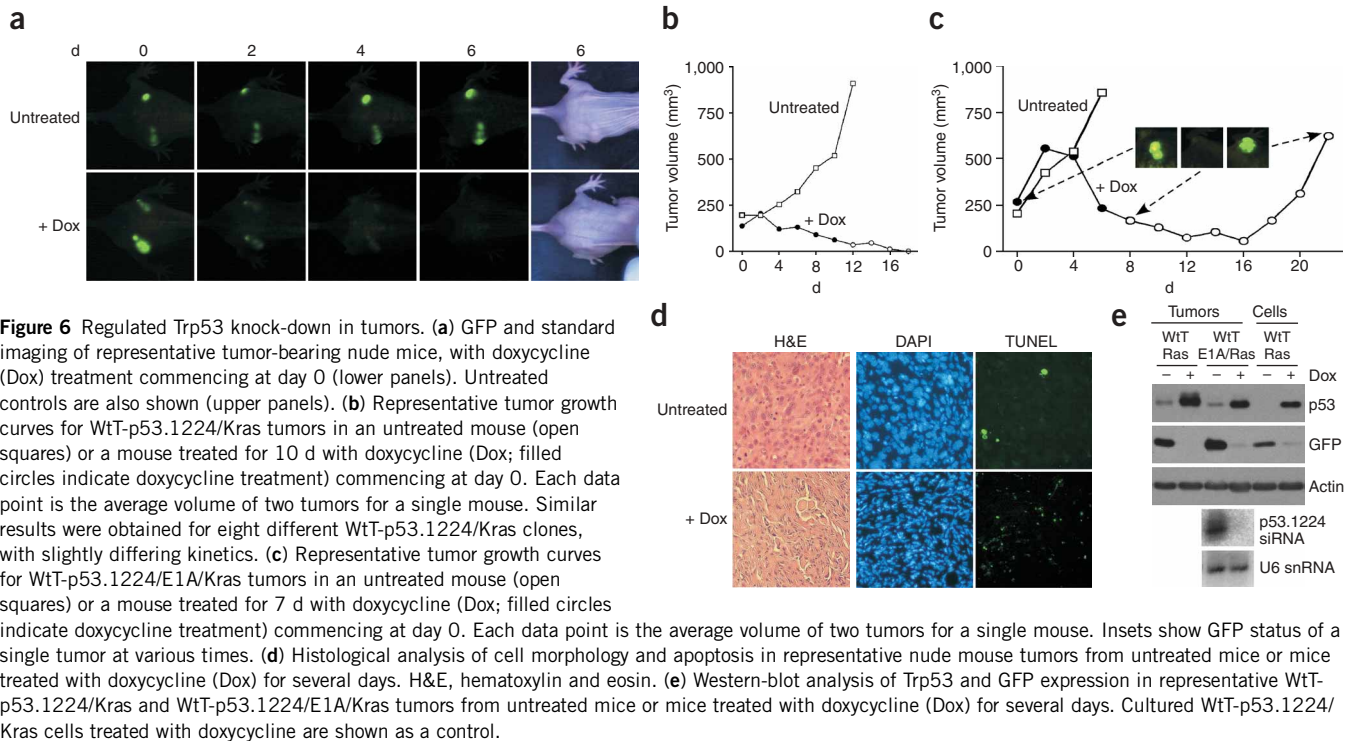 a
d 0 2 4 6 6
Untreated
+ Dox
b
1,000
750
500
250
0
Tumor volume (mm³)
Untreated
+ Dox
0 4 8 12 16
d
c
1,000
750
500
250
0
Tumor volume (mm³)
Untreated
+ Dox
0 4 8 12 16 20
d
d
H&E DAPI TUNEL
Untreated
+ Dox
e
Tumors Cells
WtT WtT WtT
Ras E1A/Ras Ras
– + – + – + Dox
p53
GFP
Actin
p53.1224
siRNA
U6 snRNA
Figure 6 Regulated Trp53 knock-down in tumors. (a) GFP and standard
imaging of representative tumor-bearing nude mice, with doxycycline
(Dox) treatment commencing at day 0 (lower panels). Untreated
controls are also shown (upper panels). (b) Representative tumor growth
curves for WtT-p53.1224/Kras tumors in an untreated mouse (open
squares) or a mouse treated for 10 d with doxycycline (Dox; filled
circles indicate doxycycline treatment) commencing at day 0. Each data
point is the average volume of two tumors for a single mouse. Similar
results were obtained for eight different WtT-p53.1224/Kras clones,
with slightly differing kinetics. (c) Representative tumor growth curves
for WtT-p53.1224/E1A/Kras tumors in an untreated mouse (open
squares) or a mouse treated for 7 d with doxycycline (Dox; filled circles
indicate doxycycline treatment) commencing at day 0. Each data point is the average volume of two tumors for a single mouse. Insets show GFP status of a
single tumor at various times. (d) Histological analysis of cell morphology and apoptosis in representative nude mouse tumors from untreated mice or mice
treated with doxycycline (Dox) for several days. H&E, hematoxylin and eosin. (e) Western-blot analysis of Trp53 and GFP expression in representative WtT-
p53.1224/Kras and WtT-p53.1224/E1A/Kras tumors from untreated mice or mice treated with doxycycline (Dox) for several days. Cultured WtT-p53.1224/
Kras cells treated with doxycycline are shown as a control.